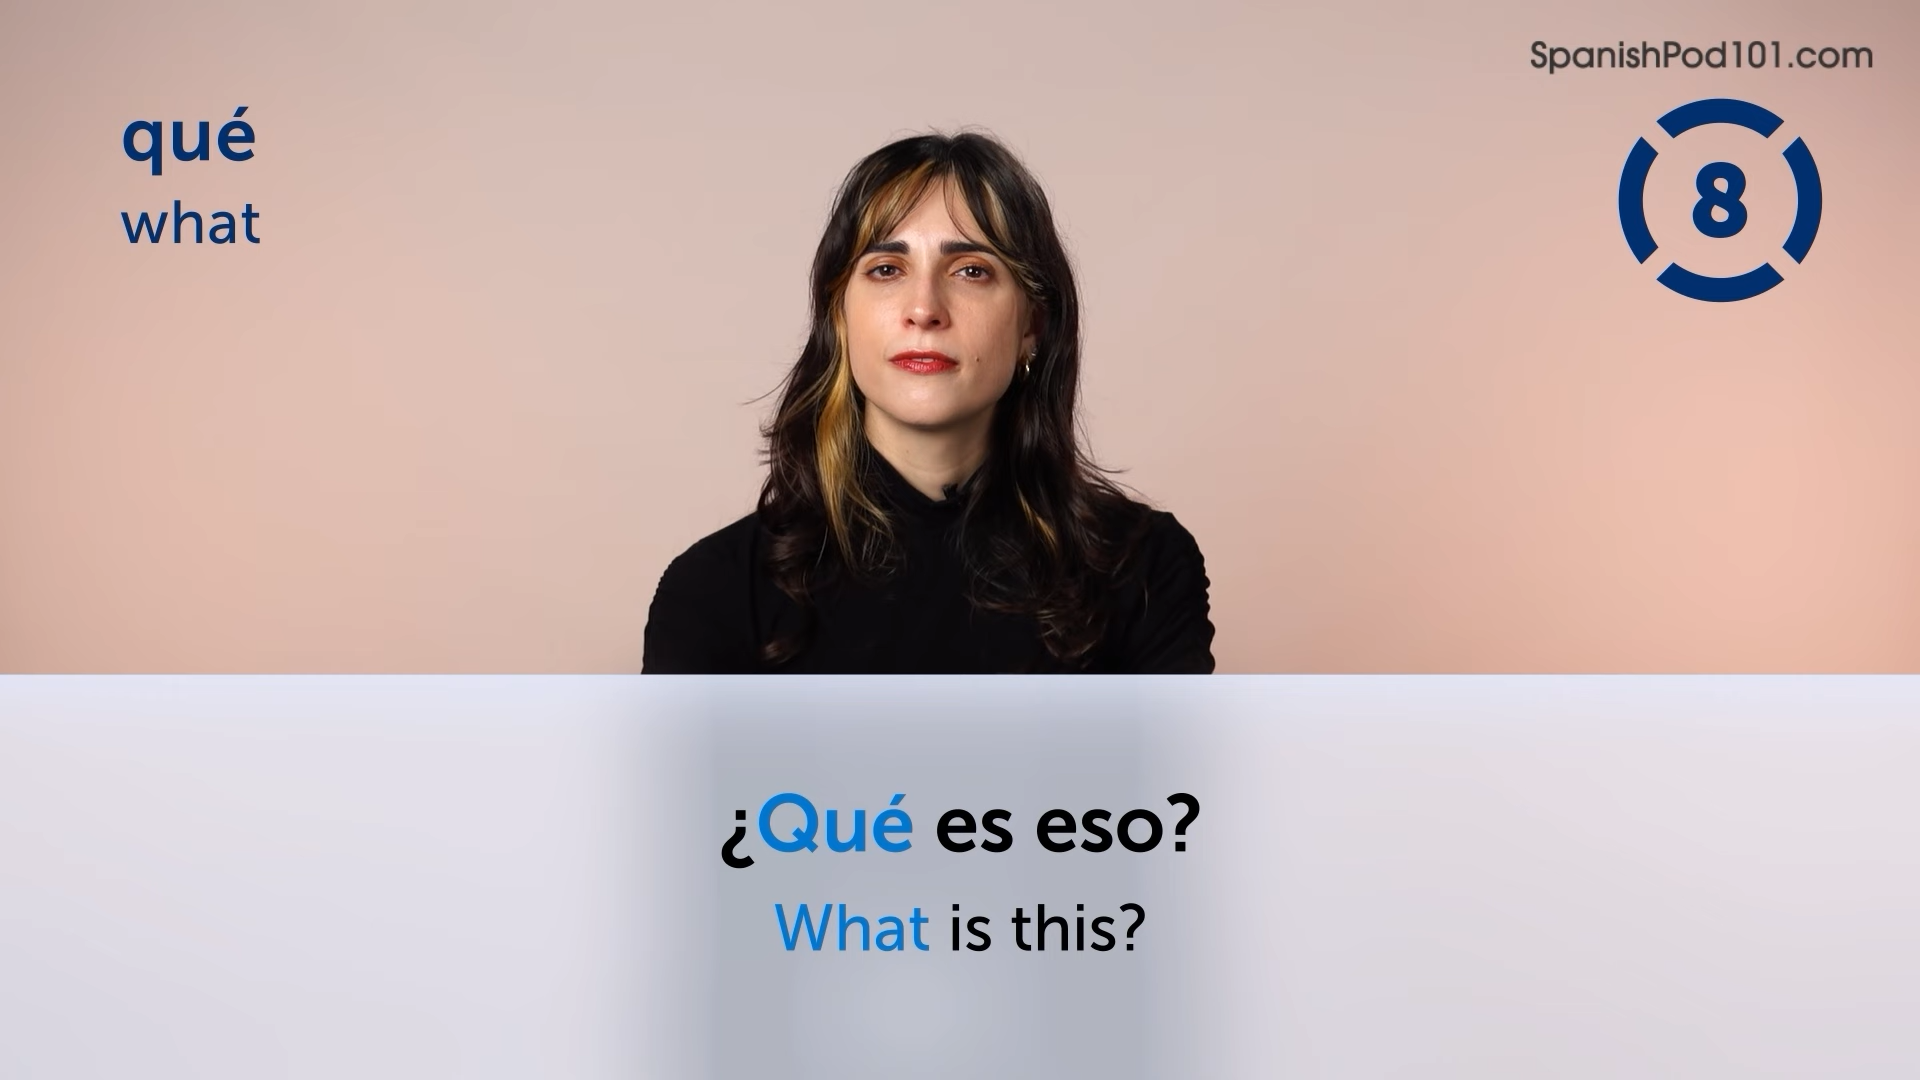 SpanishPod101.com
qué
what
8
¿Qué es eso?
What is this?